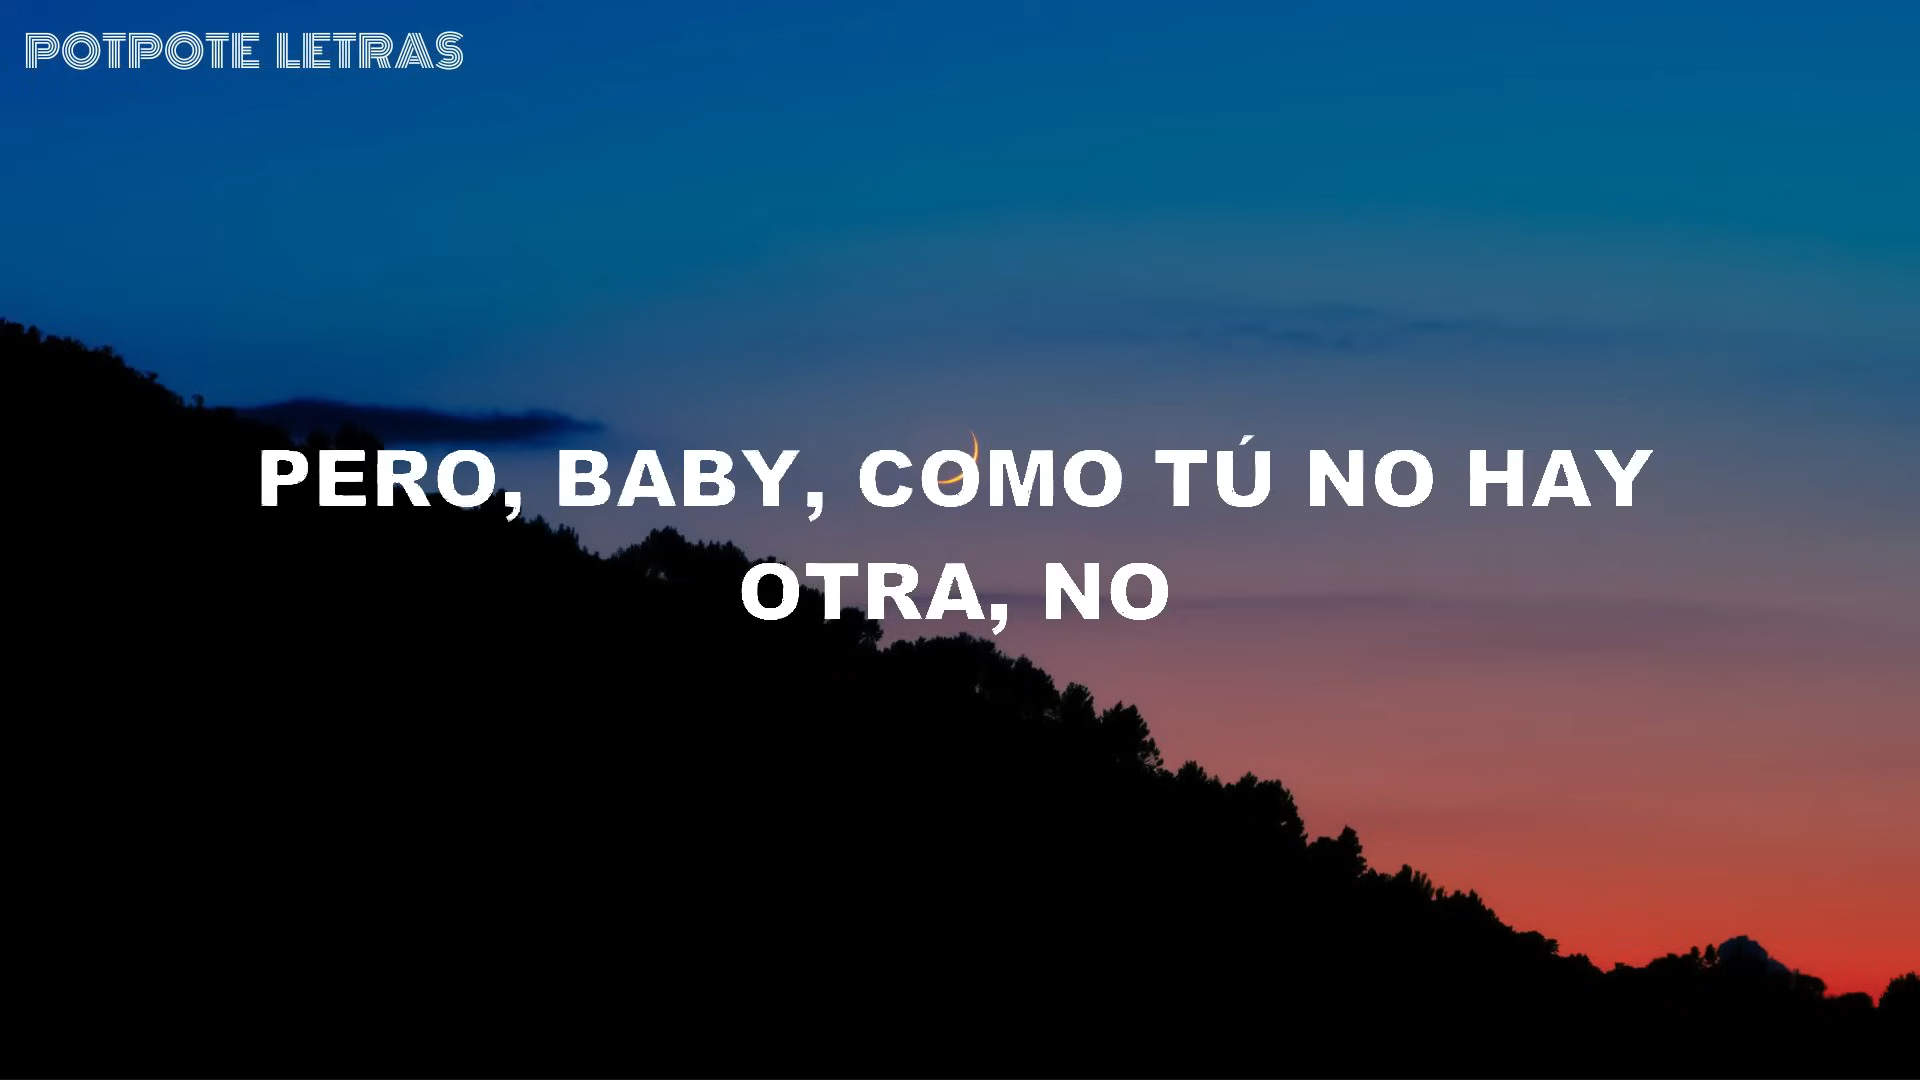 POTPOTE LETRAS
PERO, BABY, COMO TÚ NO HAY
OTRA, NO